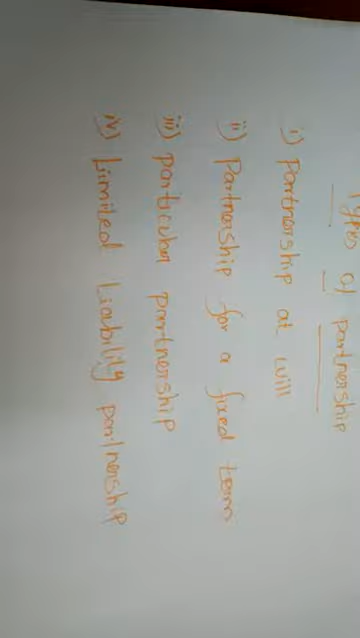 Types of partnership
i) Partnership at will
ii) Partnership for a fixed term
iii) particular partnership
iv) Limited Liability partnership